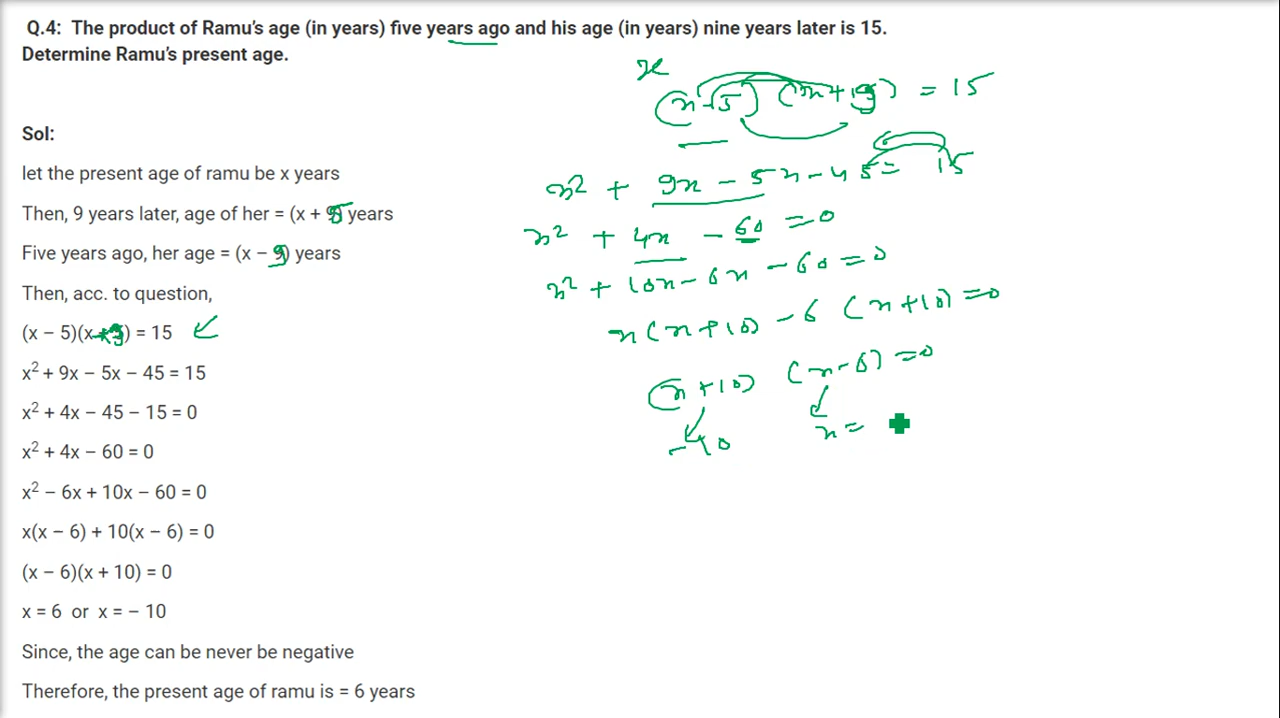 Q.4: The product of Ramu's age (in years) five years ago and his age (in years) nine years later is 15.
Determine Ramu's present age.
Sol:
let the present age of ramu be x years
Then, 9 years later, age of her = (x + 9) years
Five years ago, her age = (x − 9) years
Then, acc. to question,
(x − 5)(x+9) = 15
x² + 9x − 5x − 45 = 15
x² + 4x − 45 − 15 = 0
x² + 4x − 60 = 0
x² − 6x + 10x − 60 = 0
x(x − 6) + 10(x − 6) = 0
(x − 6)(x + 10) = 0
x = 6 or x = − 10
Since, the age can be never be negative
Therefore, the present age of ramu is = 6 years
x
(x-5) (x+9) = 15
x² + 9x - 5x - 45 = 15
x² + 4x - 60 = 0
x² + 10x - 6x - 60 = 0
x(x+10) - 6 (x+10) = 0
(x+10) (x-6) = 0
-10 x =